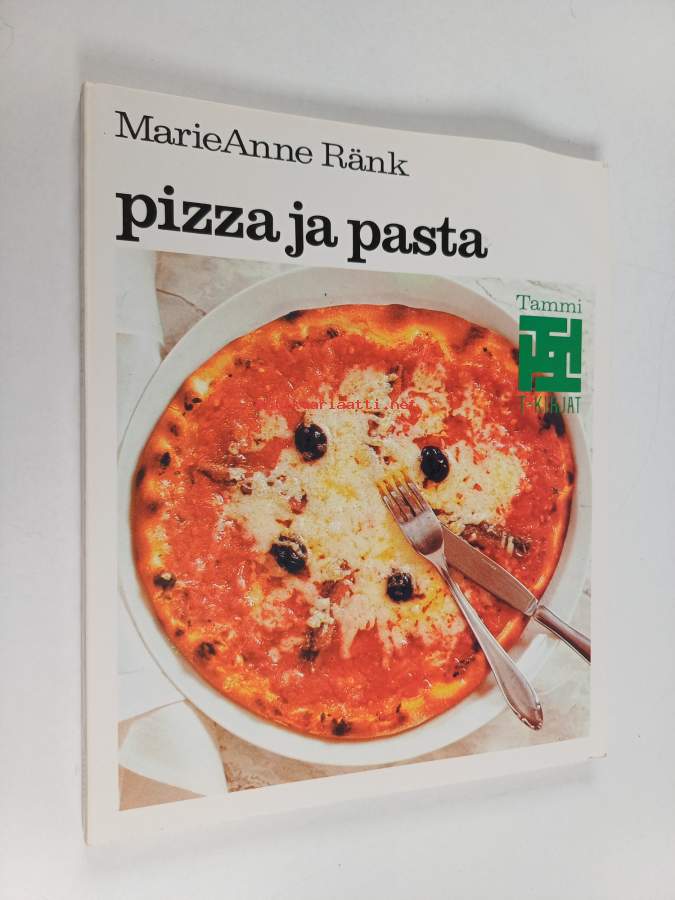 MarieAnne Ränk
pizza ja pasta
Tammi
T-KIRJAT